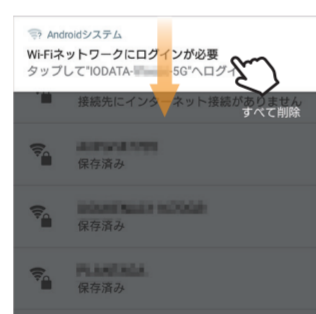 Androidシステム
Wi-Fiネットワークにログインが必要
タップして"IODATA- -5G"へログイ
接続先にインターネット接続がありません
すべて削除
保存済み
保存済み
保存済み